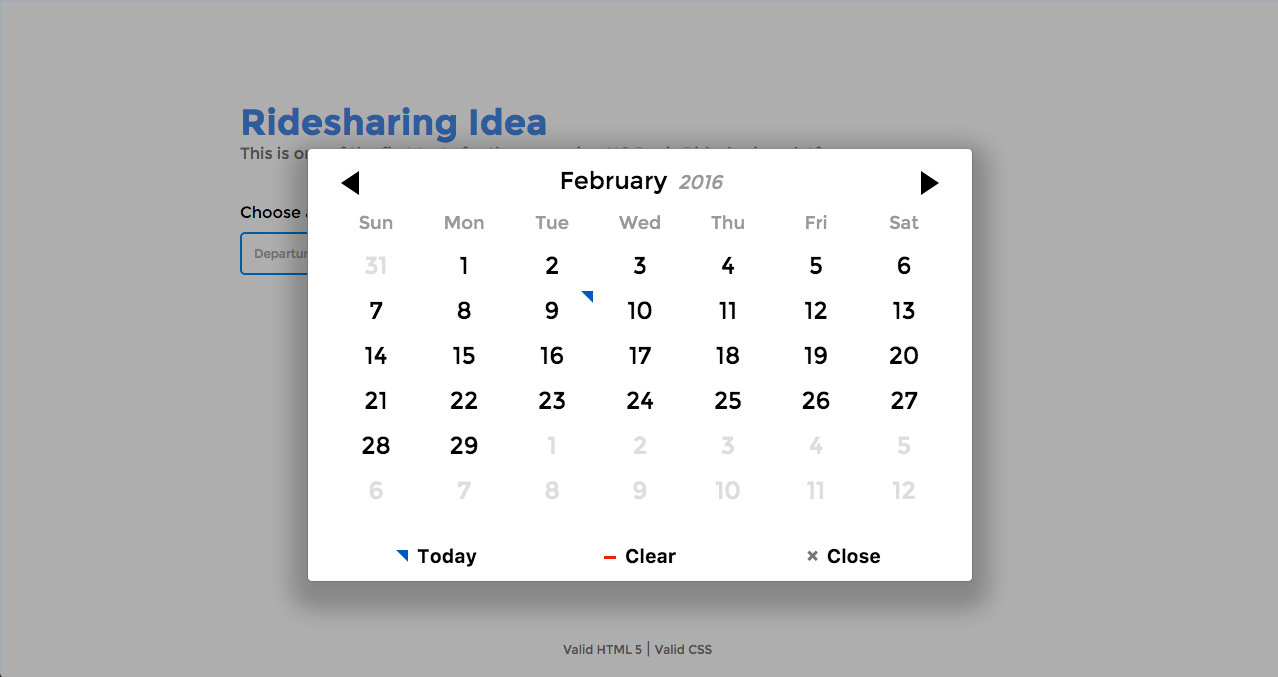 Ridesharing Idea
This is
February 2016
Choose
Sun Mon Tue Wed Thu Fri Sat
Departur
31 1 2 3 4 5 6
7 8 9 10 11 12 13
14 15 16 17 18 19 20
21 22 23 24 25 26 27
28 29 1 2 3 4 5
6 7 8 9 10 11 12
Today Clear Close
Valid HTML 5 | Valid CSS